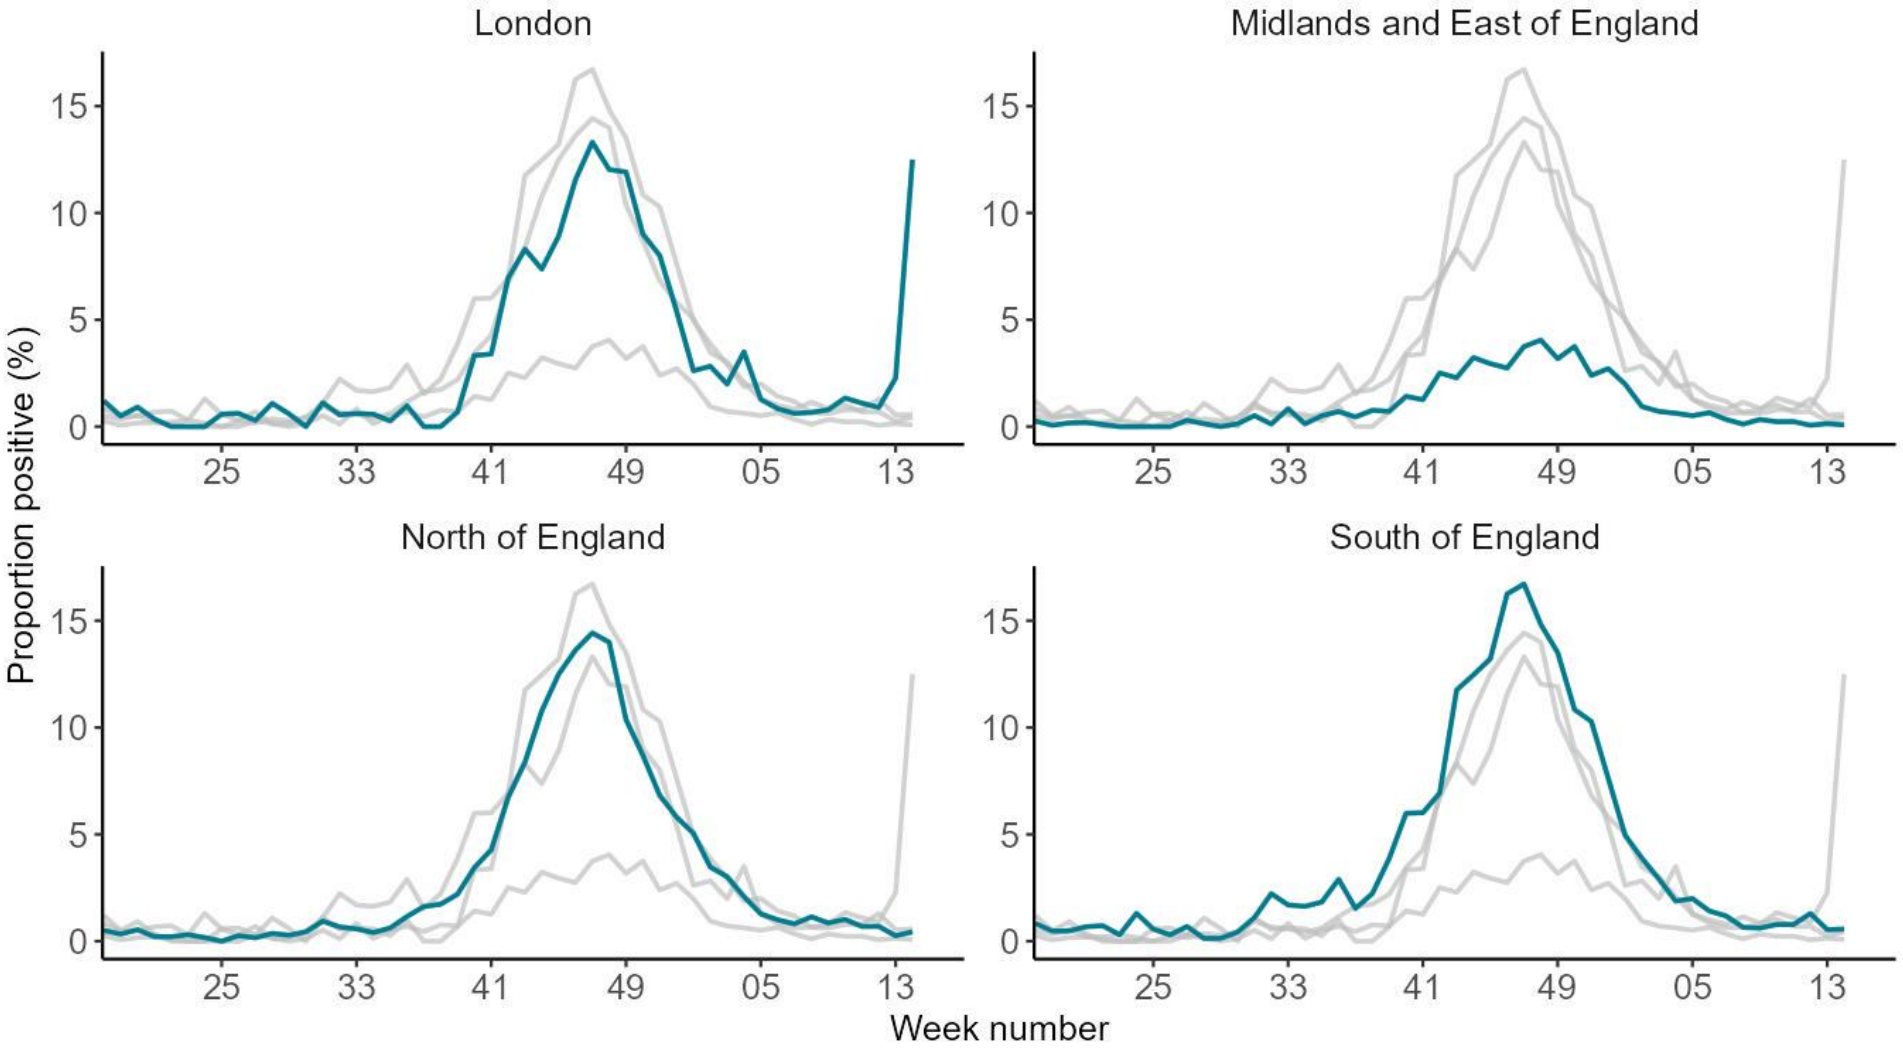 London
Midlands and East of England
15
10
5
0
25 33 41 49 05 13
15
10
5
0
25 33 41 49 05 13
North of England
South of England
15
10
5
0
25 33 41 49 05 13
15
10
5
0
25 33 41 49 05 13
Proportion positive (%)
Week number